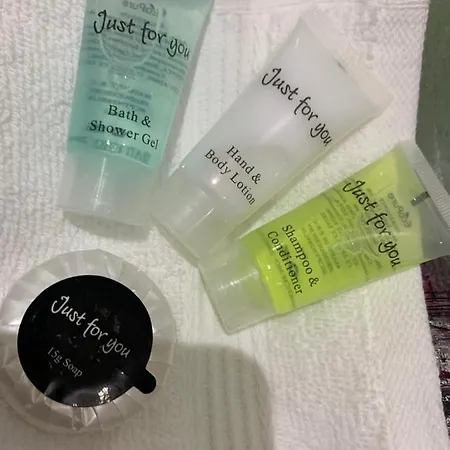 Just for you
Bath &
Shower Gel
Just for you
Hand &
Body Lotion
Just for you
Shampoo &
Conditioner
Just for you
15g Soap